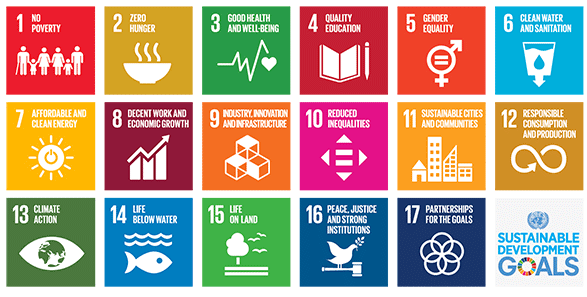 1 NO
POVERTY
2 ZERO
HUNGER
3 GOOD HEALTH
AND WELL-BEING
4 QUALITY
EDUCATION
5 GENDER
EQUALITY
6 CLEAN WATER
AND SANITATION
7 AFFORDABLE AND
CLEAN ENERGY
8 DECENT WORK AND
ECONOMIC GROWTH
9 INDUSTRY, INNOVATION
AND INFRASTRUCTURE
10 REDUCED
INEQUALITIES
11 SUSTAINABLE CITIES
AND COMMUNITIES
12 RESPONSIBLE
CONSUMPTION
AND PRODUCTION
13 CLIMATE
ACTION
14 LIFE
BELOW WATER
15 LIFE
ON LAND
16 PEACE, JUSTICE
AND STRONG
INSTITUTIONS
17 PARTNERSHIPS
FOR THE GOALS
SUSTAINABLE
DEVELOPMENT
GOALS